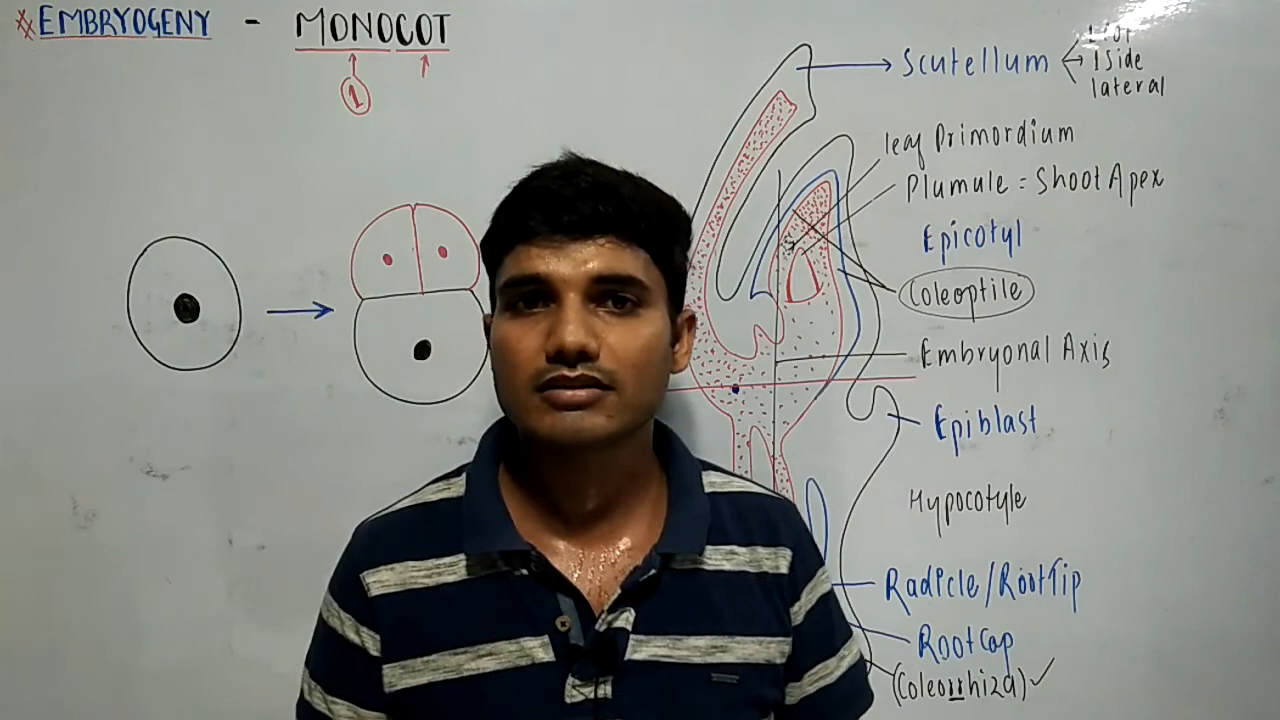 EMBRYOGENY - MONOCOT
1
Scutellum
1 side
lateral
leaf Primordium
Plumule = Shoot Apex
Epicotyl
Coleoptile
Embryonal Axis
Epiblast
Hypocotyle
Radicle/Root Tip
Root Cap
(Coleorrhiza)